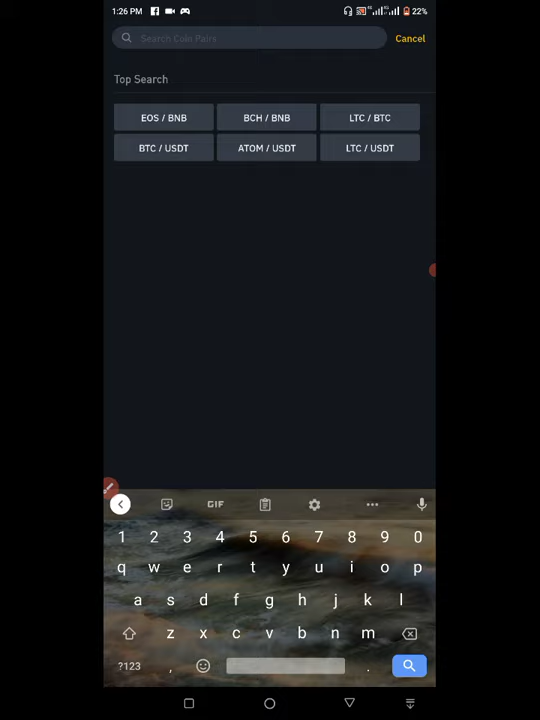 1:26 PM 22%
Search Coin Pairs Cancel
Top Search
EOS / BNB BCH / BNB LTC / BTC
BTC / USDT ATOM / USDT LTC / USDT
GIF
1 2 3 4 5 6 7 8 9 0
q w e r t y u i o p
a s d f g h j k l
z x c v b n m
?123 , .